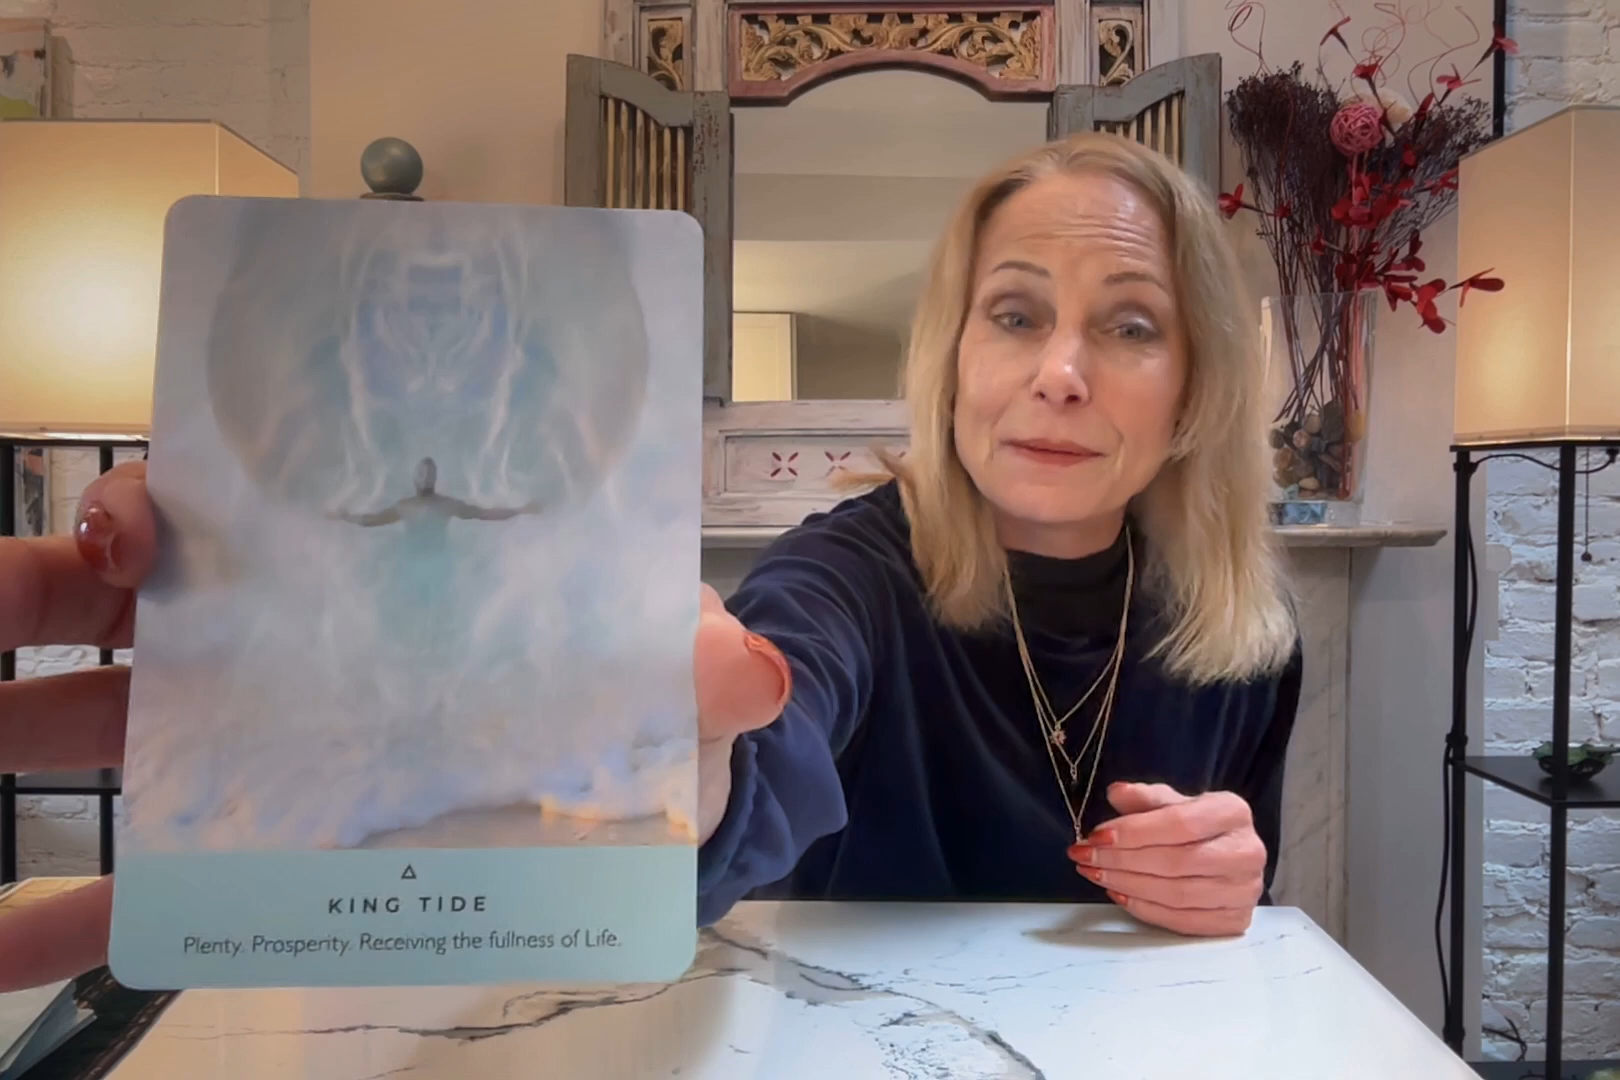 KING TIDE
Plenty. Prosperity. Receiving the fullness of Life.